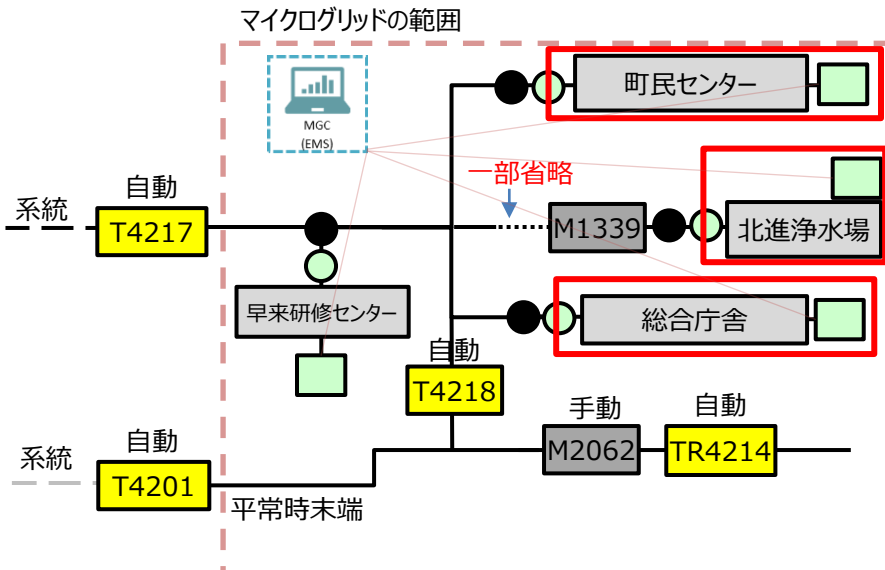 マイクログリッドの範囲
MGC
(EMS)
町民センター
一部省略
系統
自動
T4217
M1339
北進浄水場
早来研修センター
総合庁舎
自動
T4218
手動
自動
M2062
TR4214
系統
自動
T4201
平常時末端